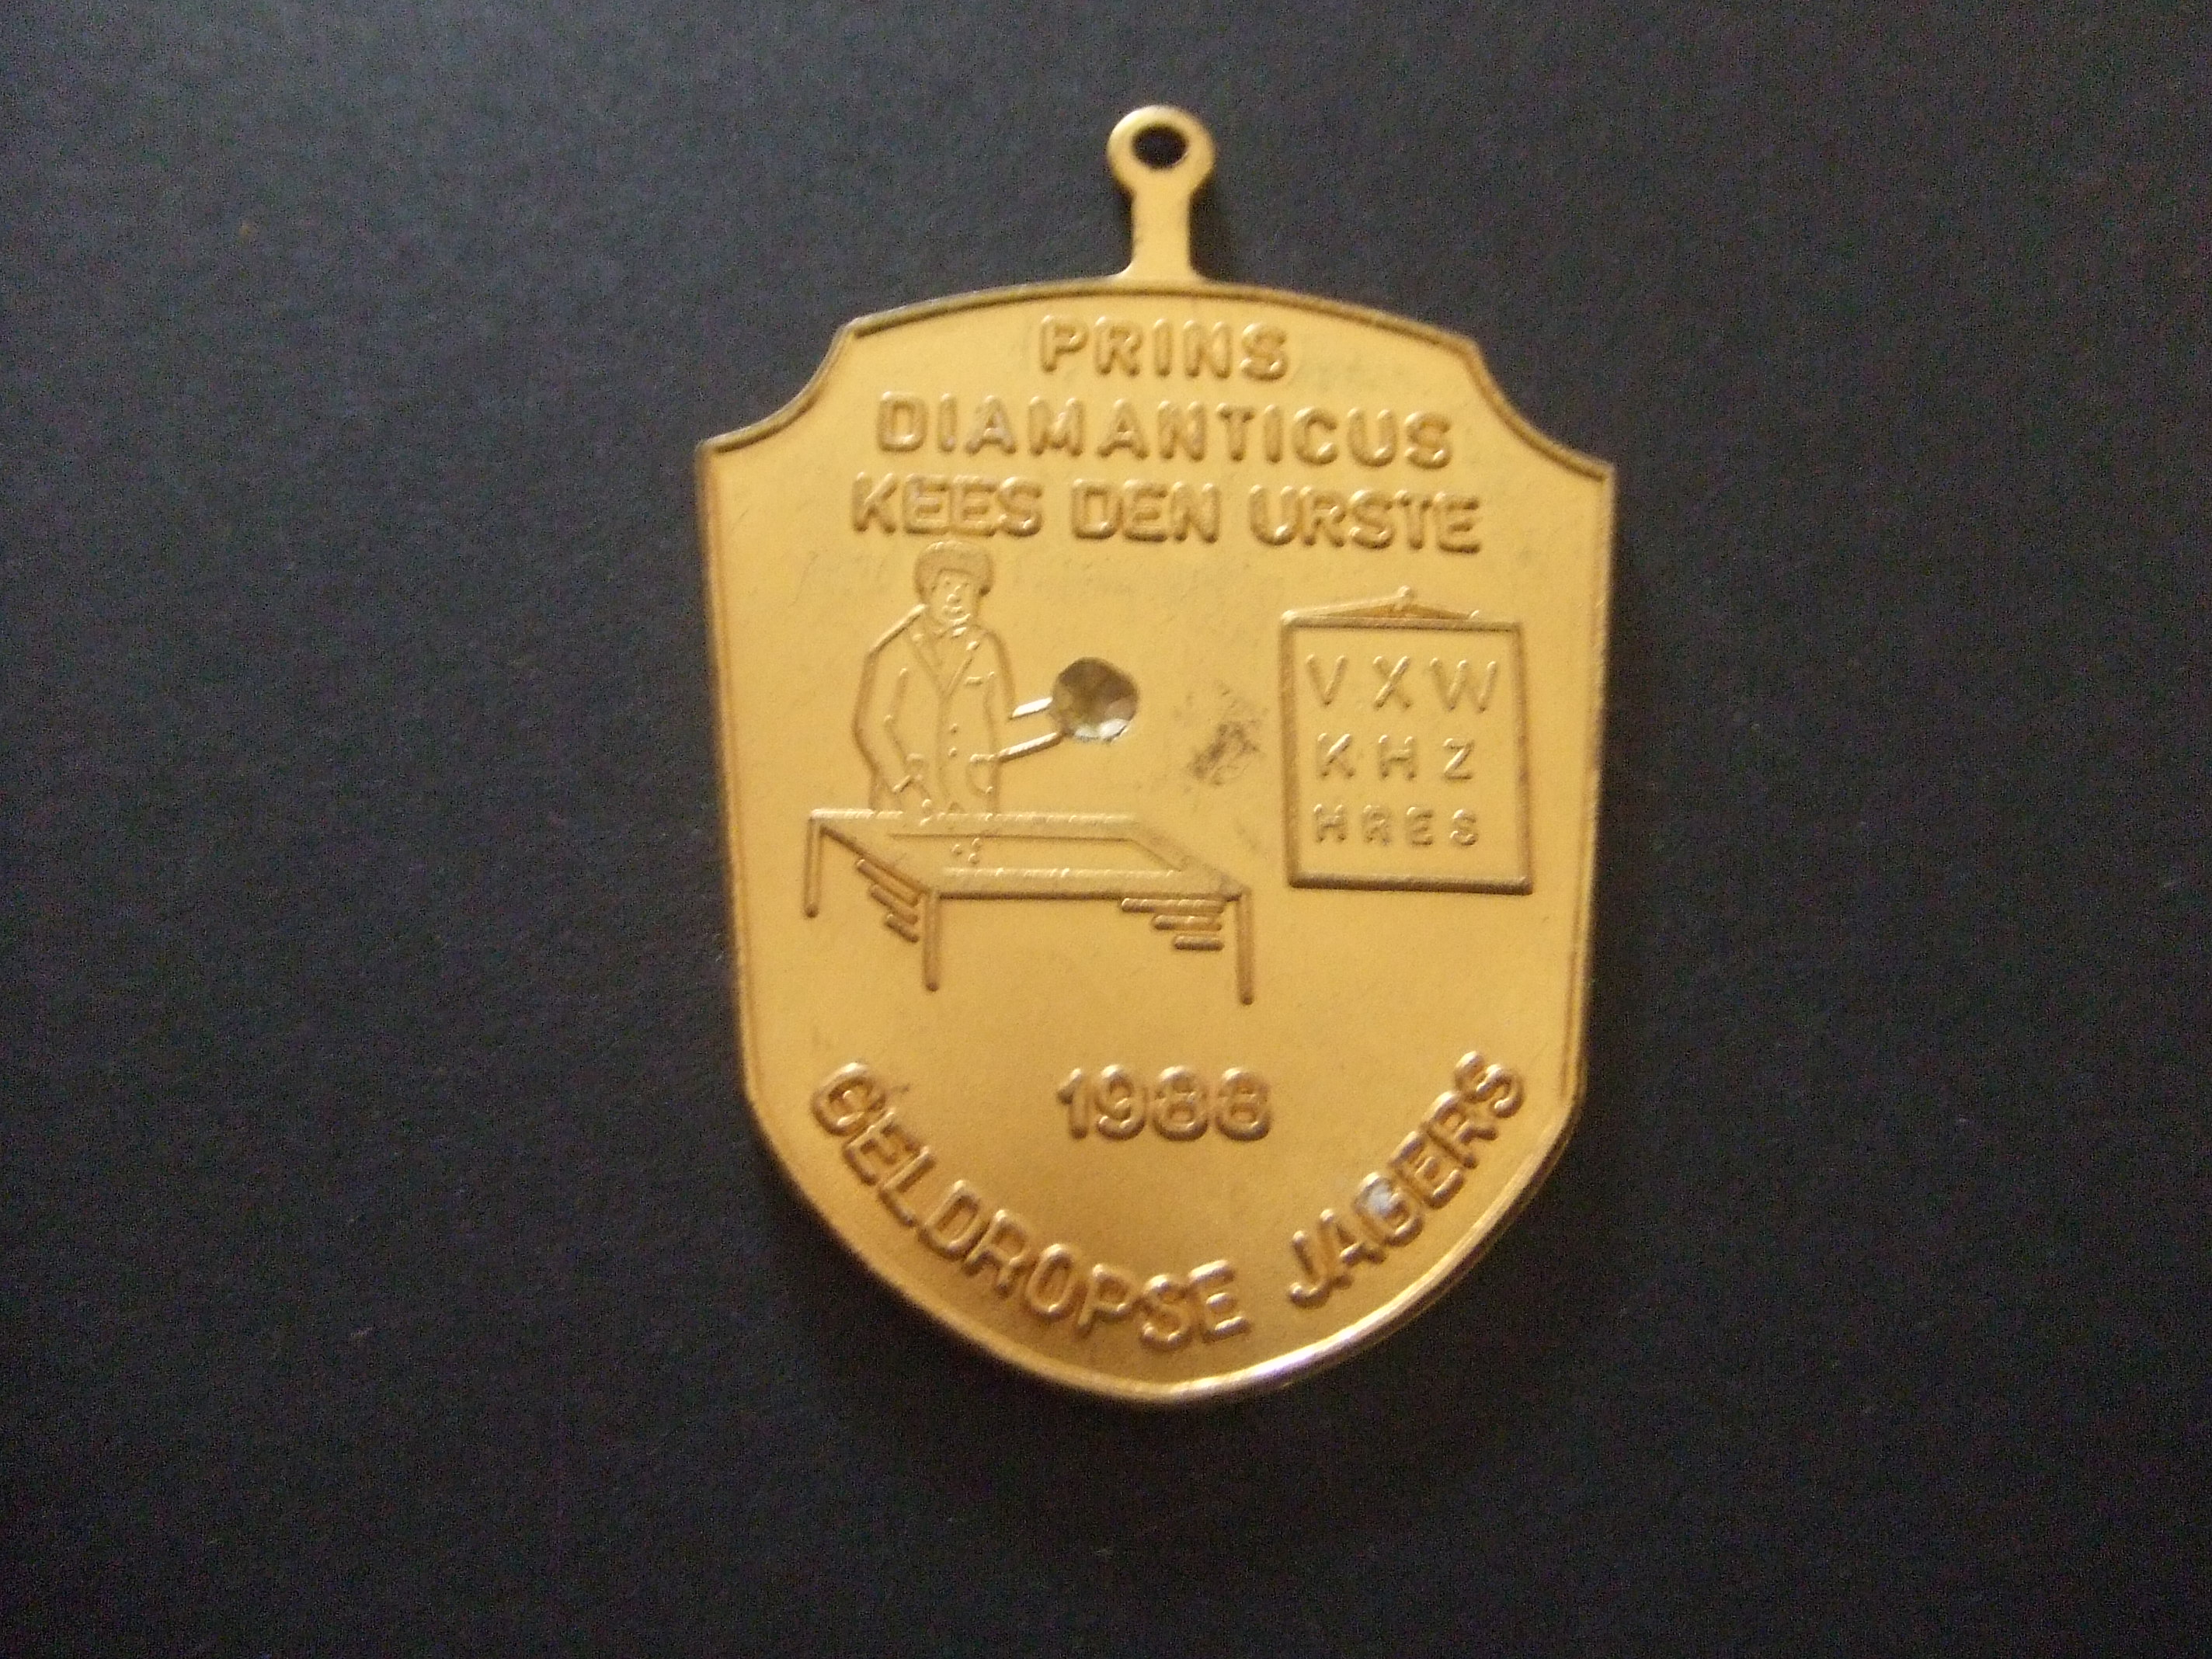 PRINS
DIAMANTICUS
KEES DEN URSTE
V X W
K H Z
H R E S
1988
GELDROPSE JAGERS